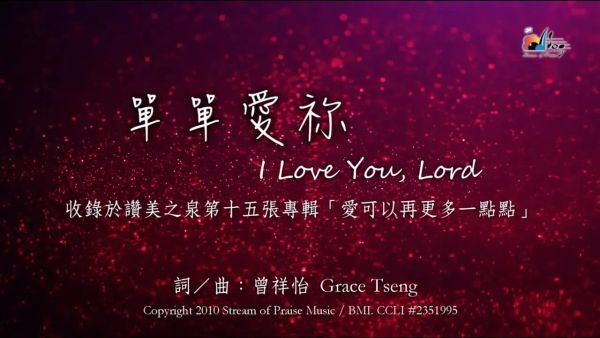 單單愛祢
I Love You, Lord
收錄於讚美之泉第十五張專輯「愛可以再更多一點點」
詞／曲：曾祥怡 Grace Tseng
Copyright 2010 Stream of Praise Music / BMI. CCLI #2351995